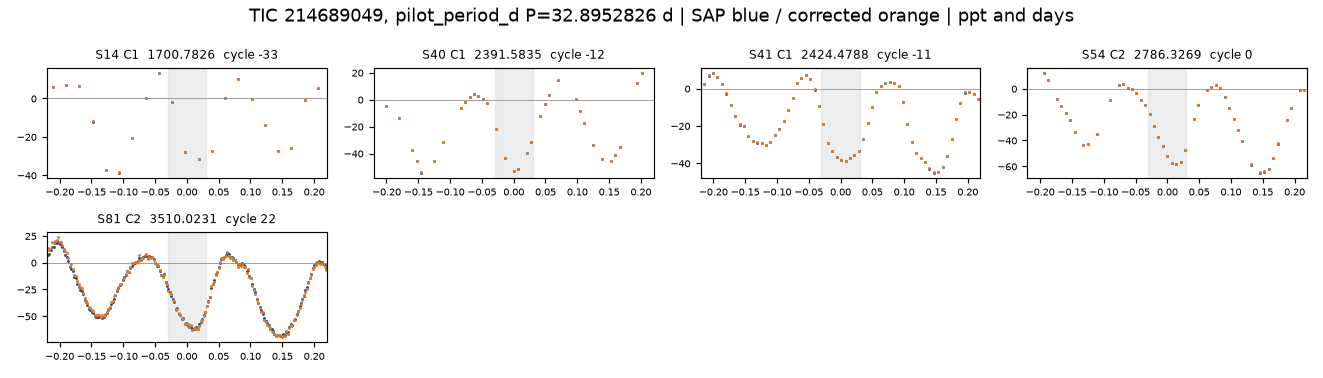 TIC 214689049, pilot_period_d P=32.8952826 d | SAP blue / corrected orange | ppt and days
S14 C1  1700.7826  cycle -33
S40 C1  2391.5835  cycle -12
S41 C1  2424.4788  cycle -11
S54 C2  2786.3269  cycle 0
0
−20
−40
−0.20 −0.15 −0.10 −0.05 0.00 0.05 0.10 0.15 0.20
20
0
−20
−40
−0.20 −0.15 −0.10 −0.05 0.00 0.05 0.10 0.15 0.20
0
−20
−40
−0.20 −0.15 −0.10 −0.05 0.00 0.05 0.10 0.15 0.20
0
−20
−40
−60
−0.20 −0.15 −0.10 −0.05 0.00 0.05 0.10 0.15 0.20
S81 C2  3510.0231  cycle 22
25
0
−25
−50
−0.20 −0.15 −0.10 −0.05 0.00 0.05 0.10 0.15 0.20